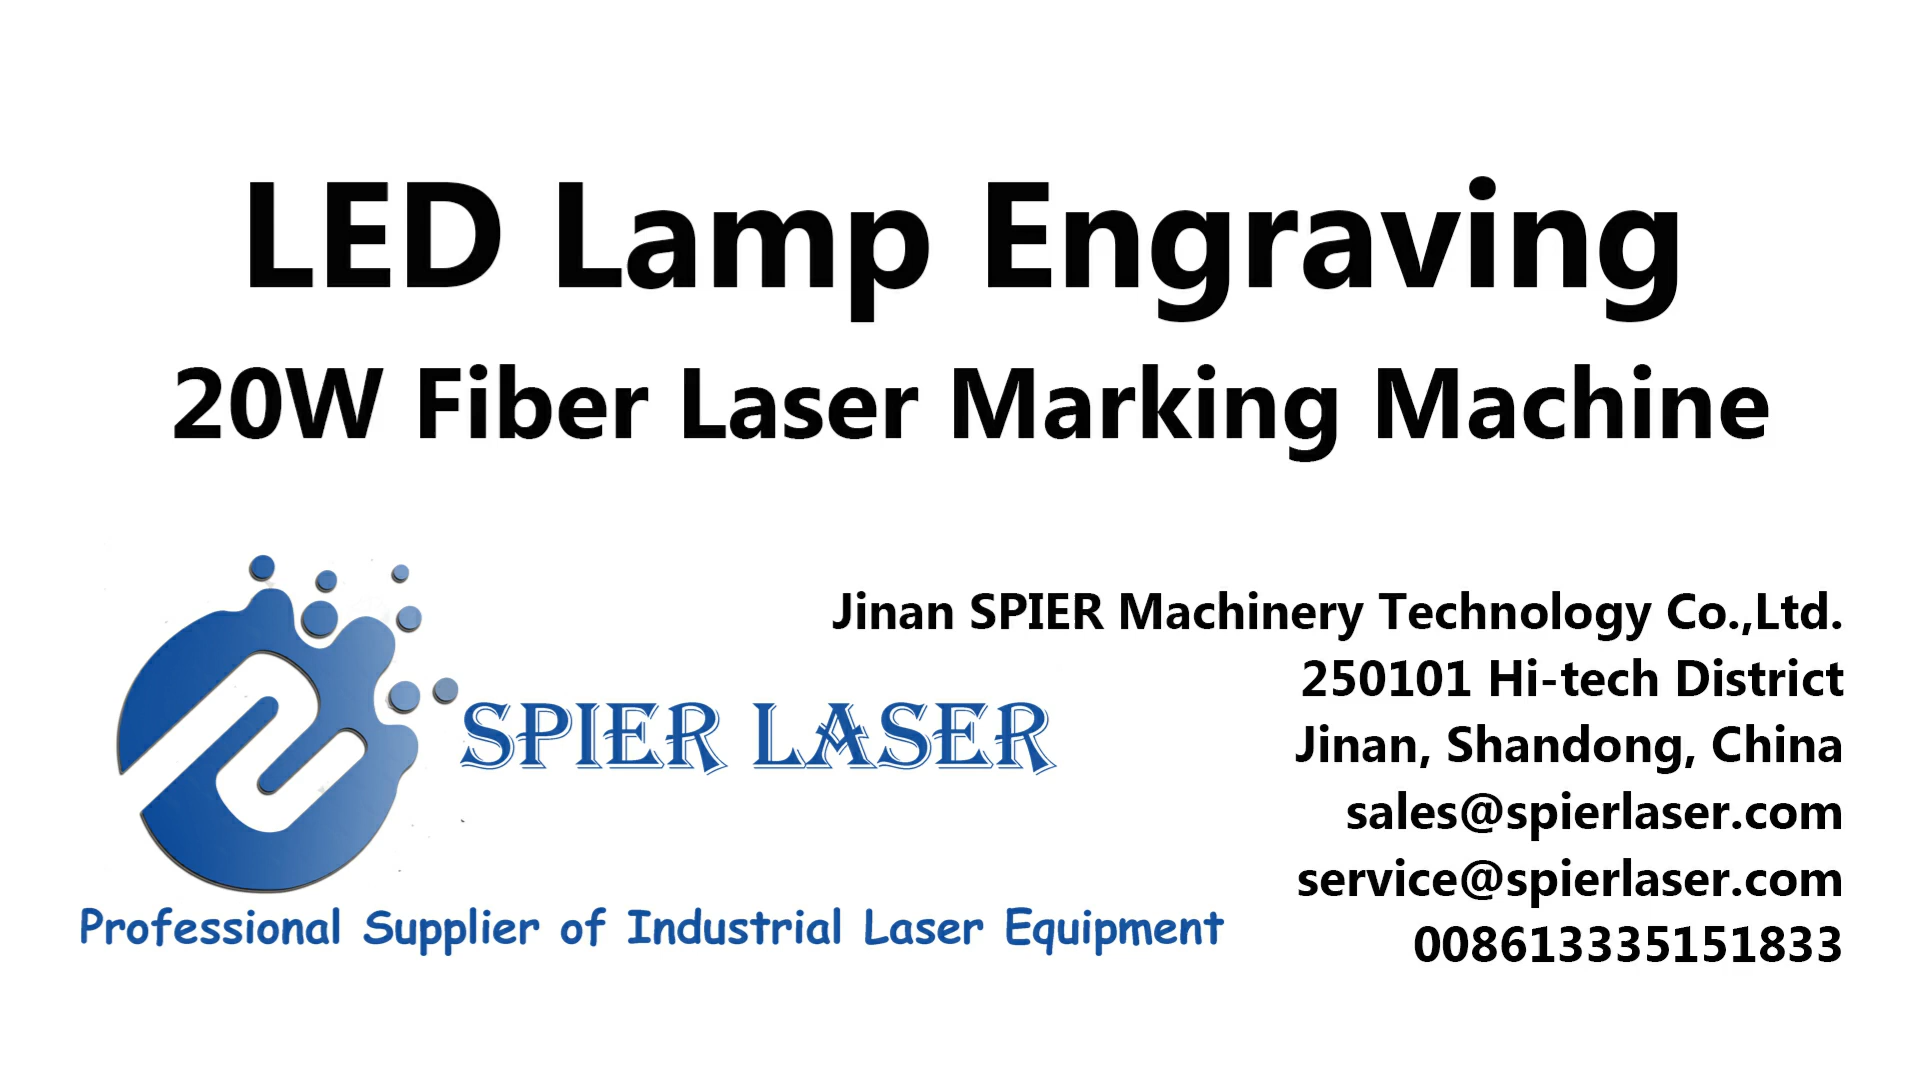 LED Lamp Engraving
20W Fiber Laser Marking Machine
SPIER LASER
Professional Supplier of Industrial Laser Equipment
Jinan SPIER Machinery Technology Co.,Ltd.
250101 Hi-tech District
Jinan, Shandong, China
sales@spierlaser.com
service@spierlaser.com
008613335151833